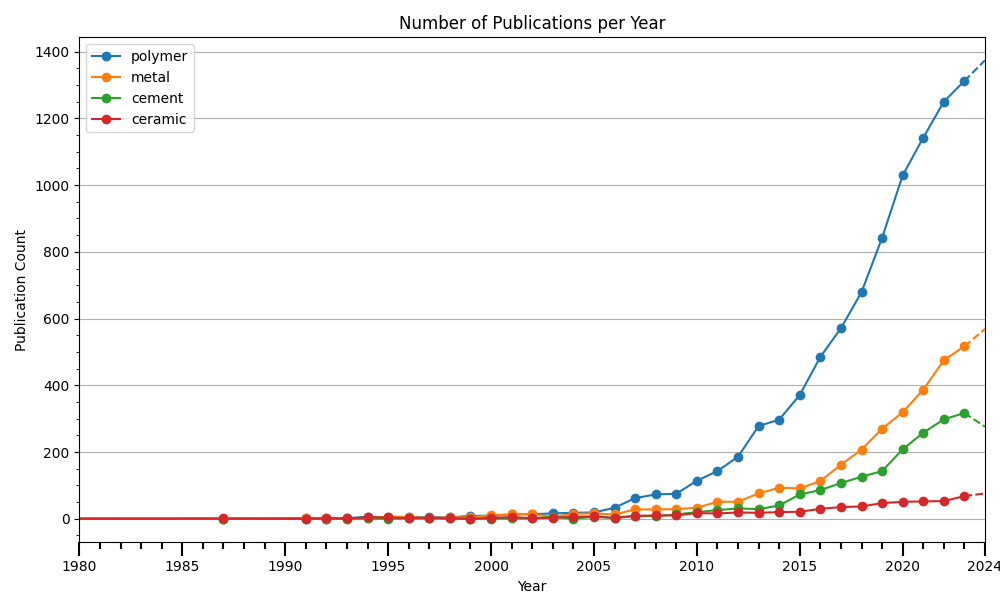 Number of Publications per Year
polymer
metal
cement
ceramic
1400
1200
1000
800
600
400
200
0
Publication Count
1980 1985 1990 1995 2000 2005 2010 2015 2020 2024
Year